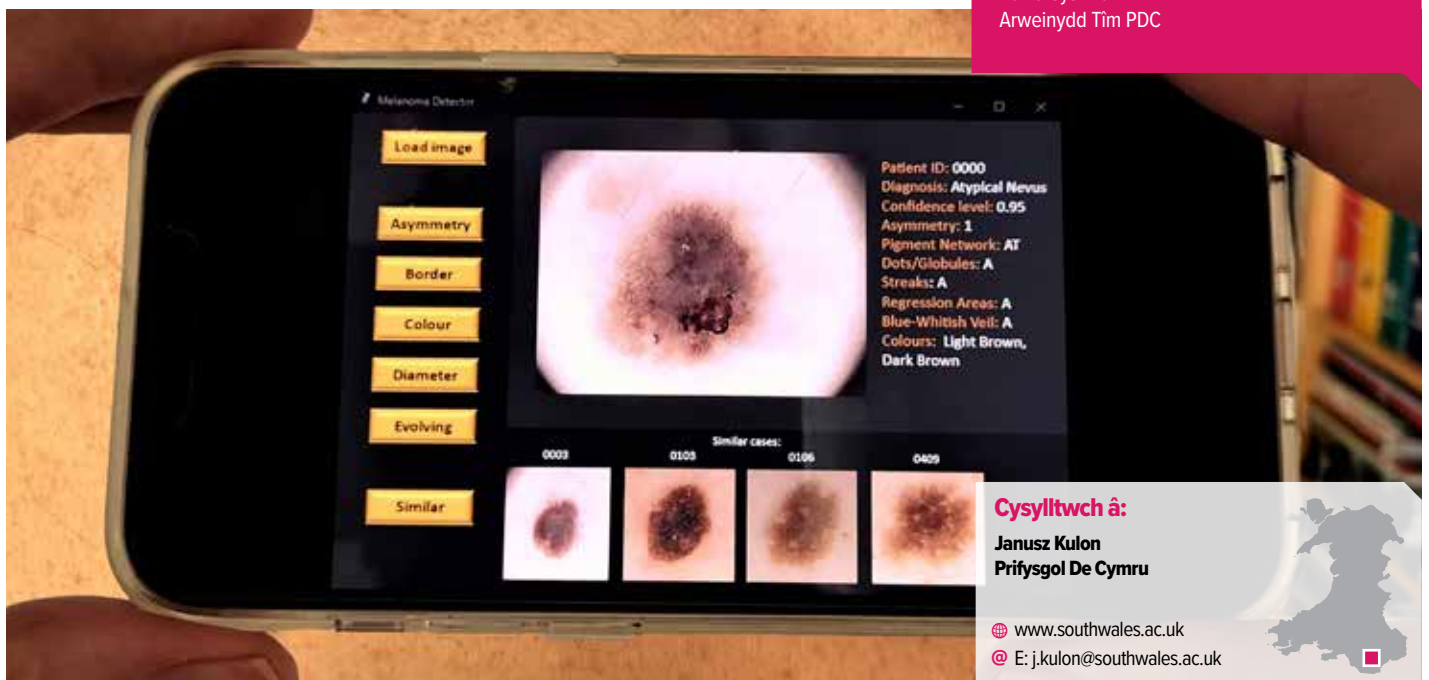 Arweinydd Tîm PDC
Melanoma Detector
Load image
Asymmetry
Border
Colour
Diameter
Evolving
Similar
Patient ID: 0000
Diagnosis: Atypical Nevus
Confidence level: 0.95
Asymmetry: 1
Pigment Network: AT
Dots/Globules: A
Streaks: A
Regression Areas: A
Blue-Whitish Veil: A
Colours: Light Brown,
Dark Brown
Similar cases:
0003
0105
0106
0409
Cysylltwch â:
Janusz Kulon
Prifysgol De Cymru
www.southwales.ac.uk
@ E: j.kulon@southwales.ac.uk